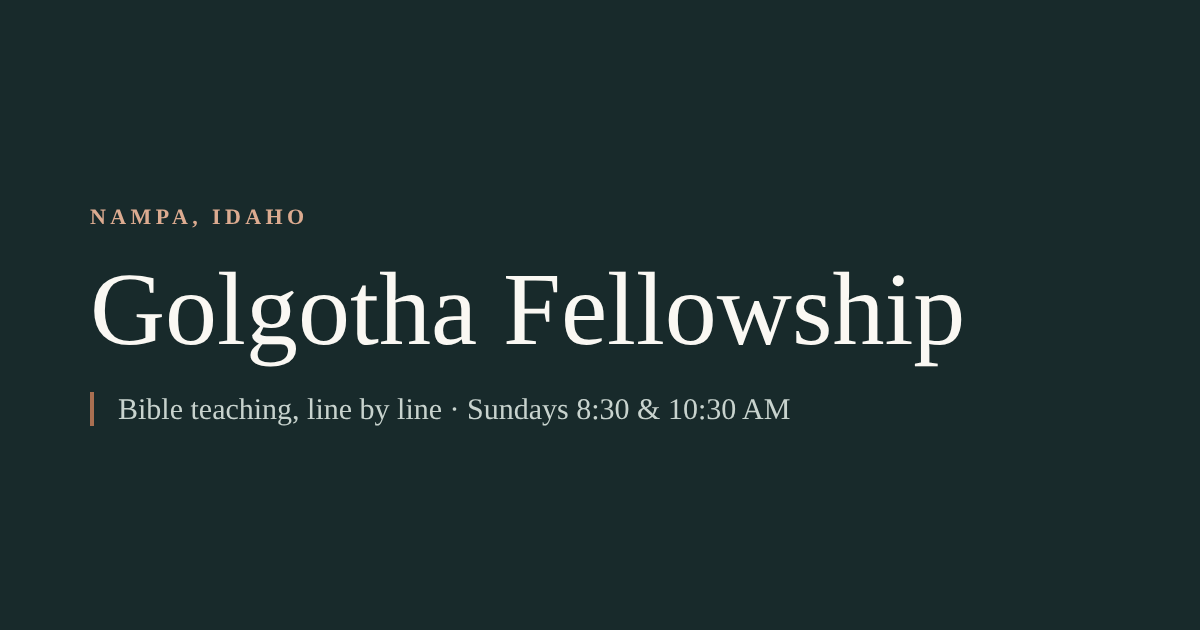 NAMPA, IDAHO
Golgotha Fellowship
Bible teaching, line by line · Sundays 8:30 & 10:30 AM